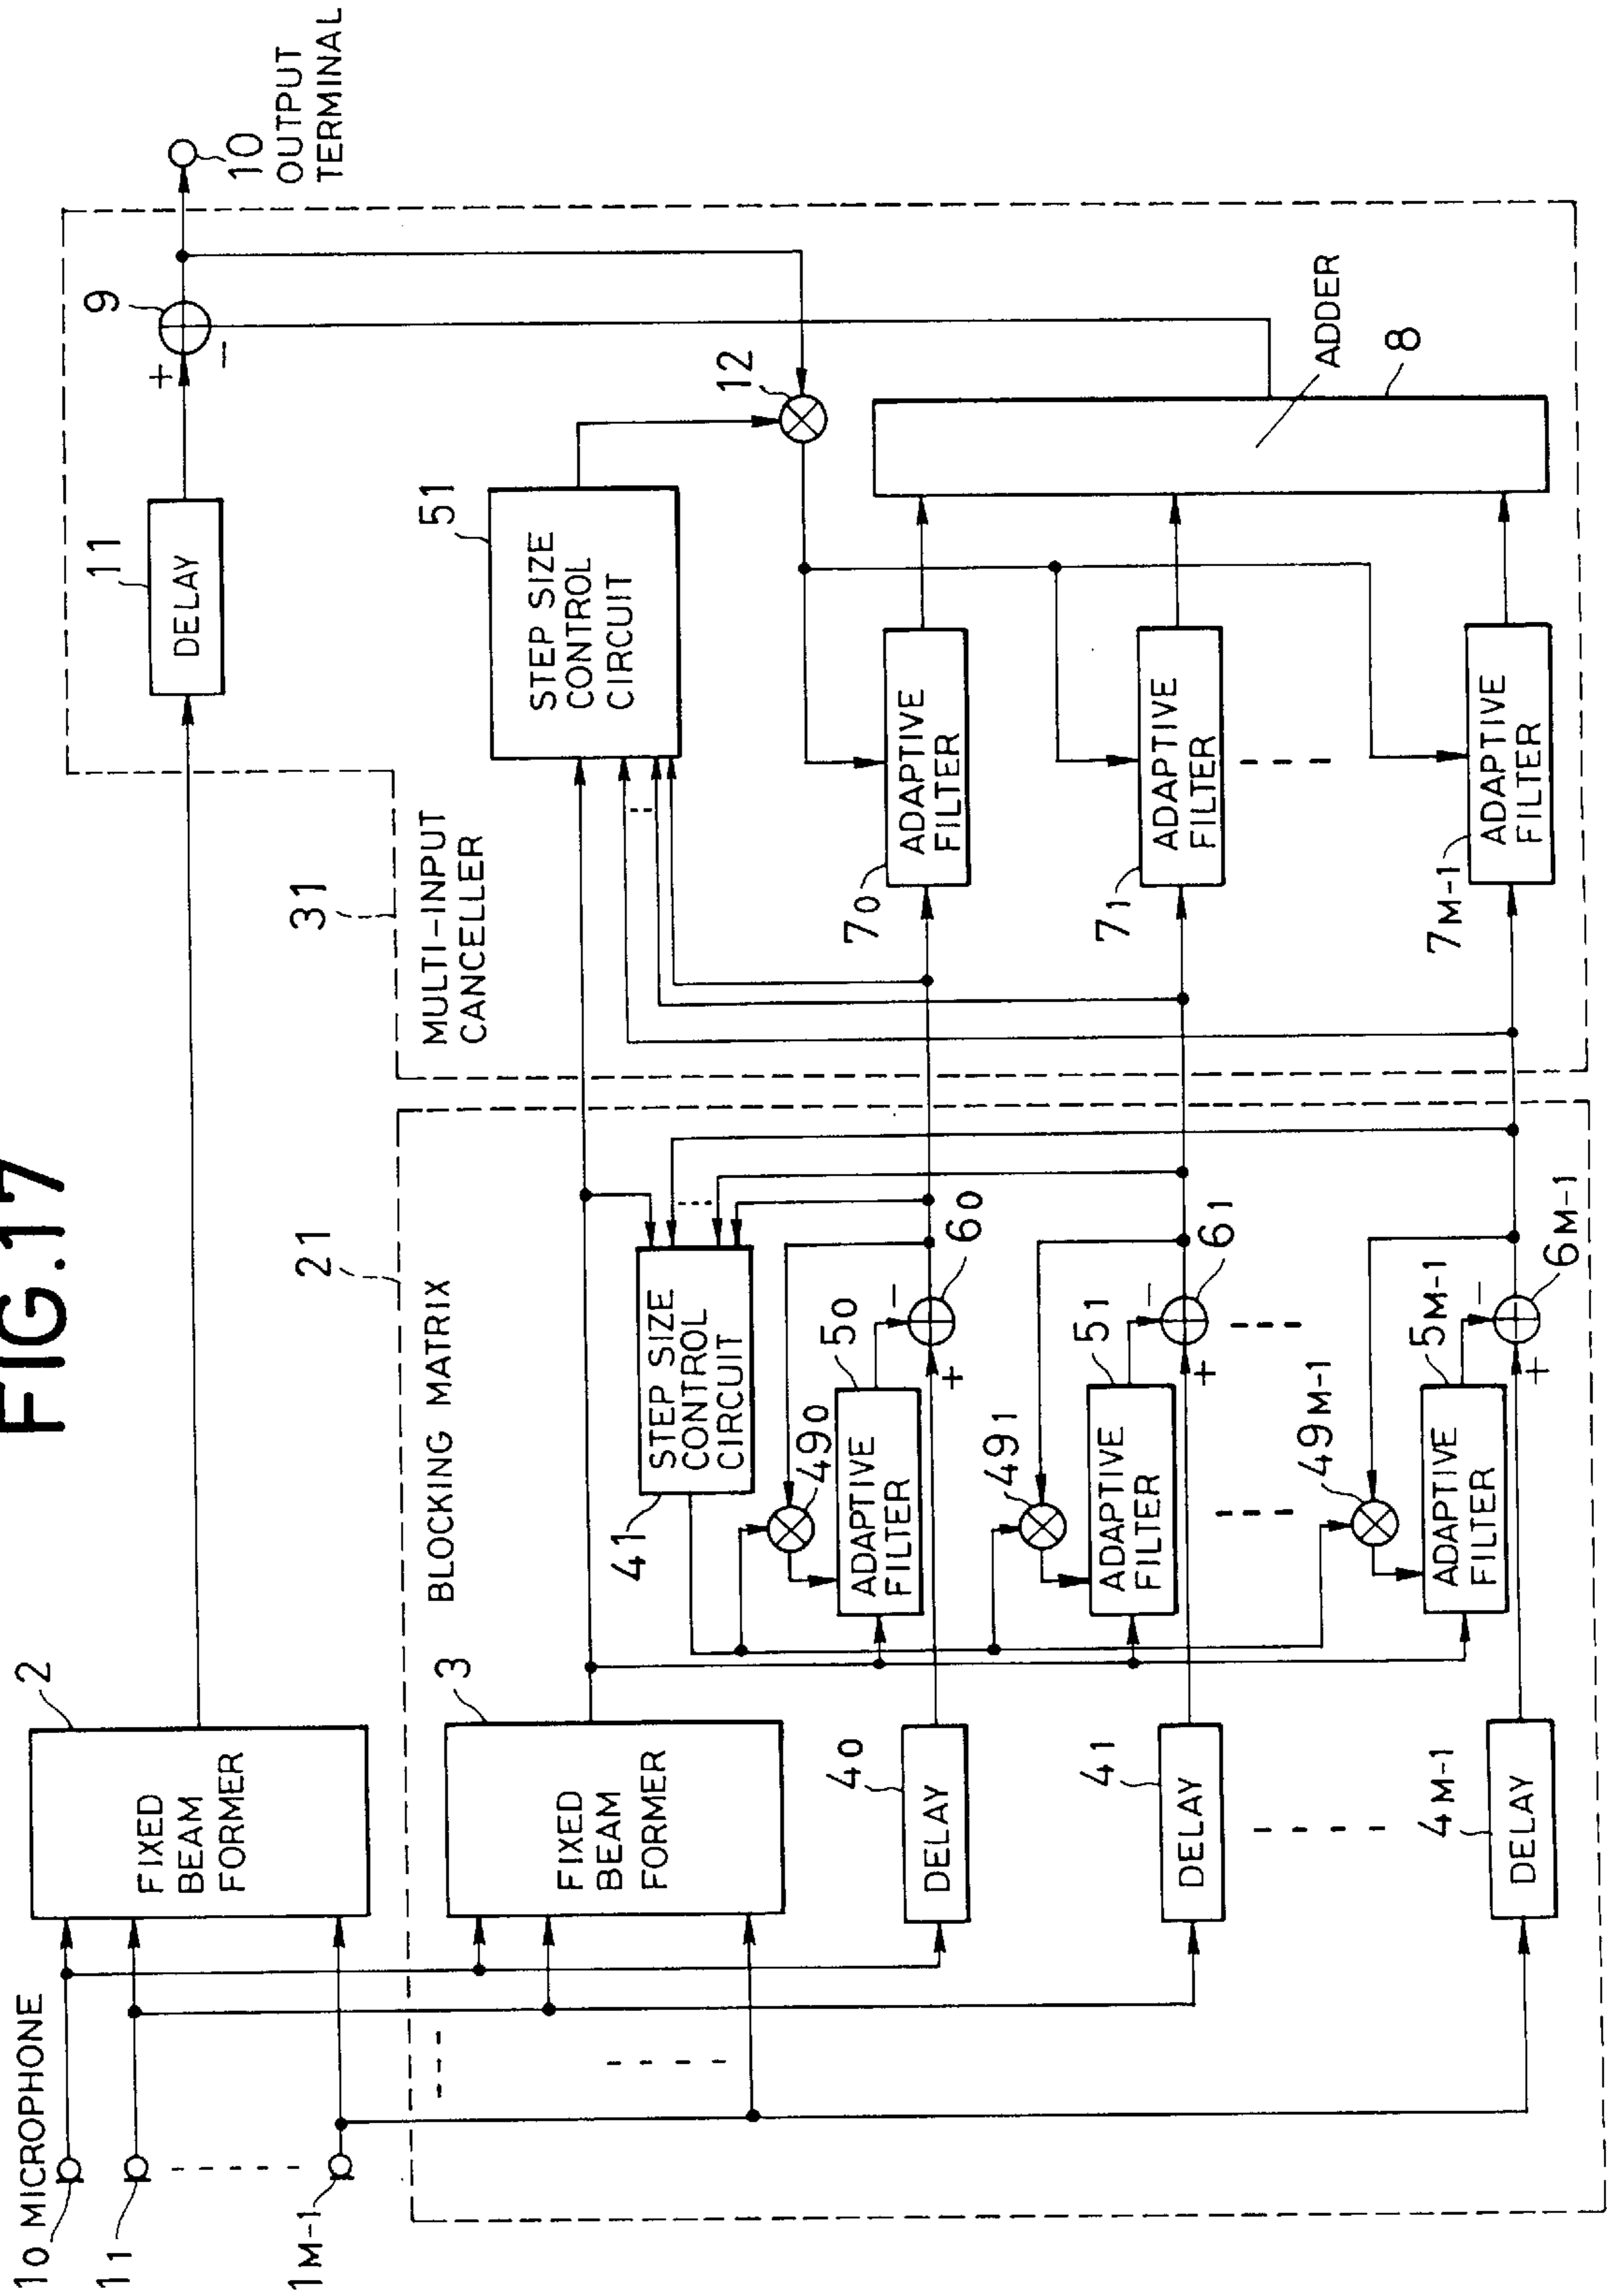 FIG.17
10 MICROPHONE
11
1M-1
2
FIXED
BEAM
FORMER
11
DELAY
+
-
9
10
OUTPUT
TERMINAL
21
BLOCKING MATRIX
3
FIXED
BEAM
FORMER
41
STEP SIZE
CONTROL
CIRCUIT
40
DELAY
490
ADAPTIVE
FILTER
50
-
+
60
41
DELAY
491
ADAPTIVE
FILTER
51
-
+
61
4M-1
DELAY
49M-1
ADAPTIVE
FILTER
5M-1
-
+
6M-1
31
MULTI-INPUT
CANCELLER
51
STEP SIZE
CONTROL
CIRCUIT
12
70
ADAPTIVE
FILTER
71
ADAPTIVE
FILTER
7M-1
ADAPTIVE
FILTER
ADDER
8